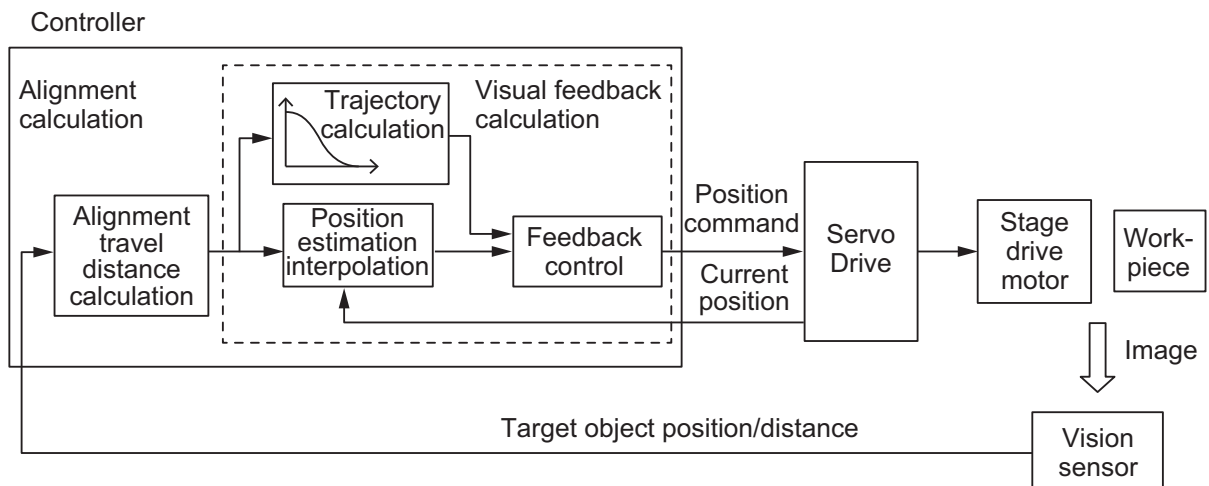 Controller
Alignment
calculation
Trajectory
calculation
Visual feedback
calculation
Alignment
travel
distance
calculation
Position
estimation
interpolation
Feedback
control
Position
command
Current
position
Servo
Drive
Stage
drive
motor
Work-
piece
Image
Target object position/distance
Vision
sensor